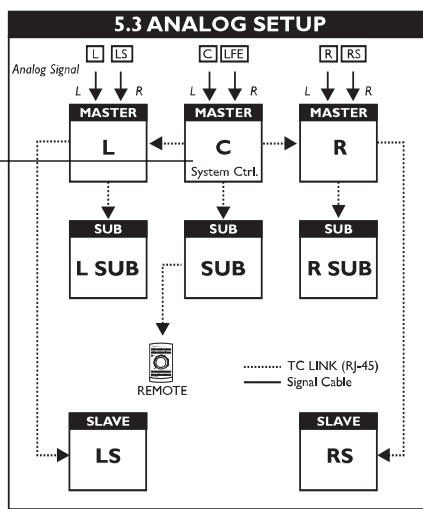 5.3 ANALOG SETUP
L LS C LFE R RS
Analog Signal
L R L R L R
MASTER MASTER MASTER
L C R
System Ctrl.
SUB SUB SUB
L SUB SUB R SUB
REMOTE
TC LINK (RJ-45)
Signal Cable
SLAVE SLAVE
LS RS